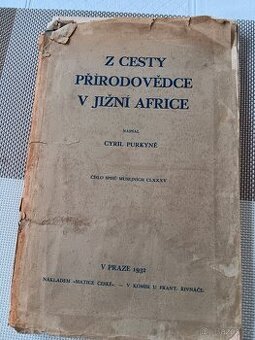 Z CESTY
PŘÍRODOVĚDCE
V JIŽNÍ AFRICE
NAPSAL
CYRIL PURKYNĚ
ČÍSLO SPISŮ MUSEJNÍCH CLXXXV
V PRAZE 1932
NÁKLADEM »MATICE ČESKÉ« — V KOMISI U FRANT. ŘIVNÁČE